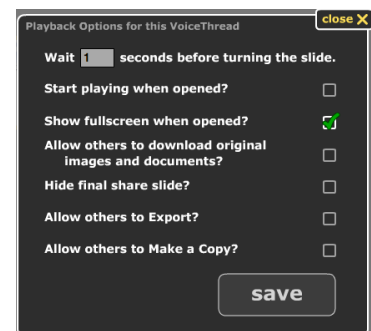 close X
Playback Options for this VoiceThread
Wait 1 seconds before turning the slide.
Start playing when opened?
Show fullscreen when opened?
Allow others to download original
images and documents?
Hide final share slide?
Allow others to Export?
Allow others to Make a Copy?
save